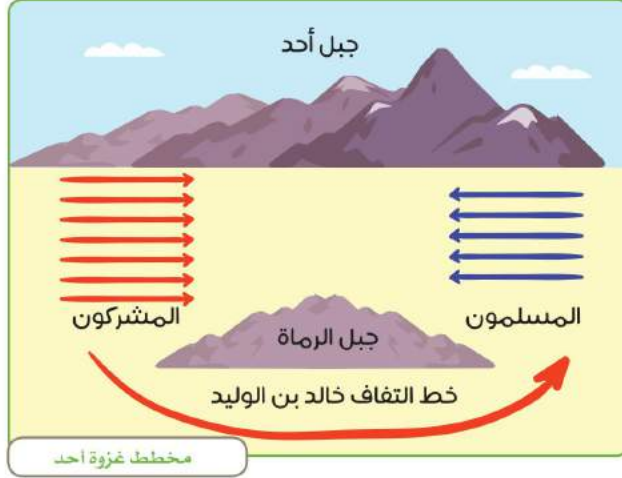 جبل أحد
المسلمون
المشركون
جبل الرماة
خط التفاف خالد بن الوليد
مخطط غزوة أحد